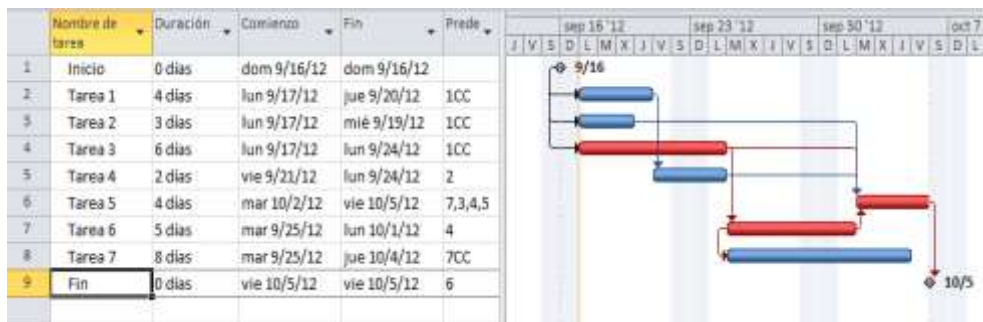 Nombre de tarea Duración Comienzo Fin Prede
sep 16 '12 sep 23 '12 sep 30 '12 oct 7
J V S D L M X J V S D L M X J V S D L M X J V S D L
1 Inicio 0 días dom 9/16/12 dom 9/16/12
9/16
2 Tarea 1 4 días lun 9/17/12 jue 9/20/12 1CC
3 Tarea 2 3 días lun 9/17/12 mié 9/19/12 1CC
4 Tarea 3 6 días lun 9/17/12 lun 9/24/12 1CC
5 Tarea 4 2 días vie 9/21/12 lun 9/24/12 2
6 Tarea 5 4 días mar 10/2/12 vie 10/5/12 7,3,4,5
7 Tarea 6 5 días mar 9/25/12 lun 10/1/12 4
8 Tarea 7 8 días mar 9/25/12 jue 10/4/12 7CC
9 Fin 0 días vie 10/5/12 vie 10/5/12 6
10/5